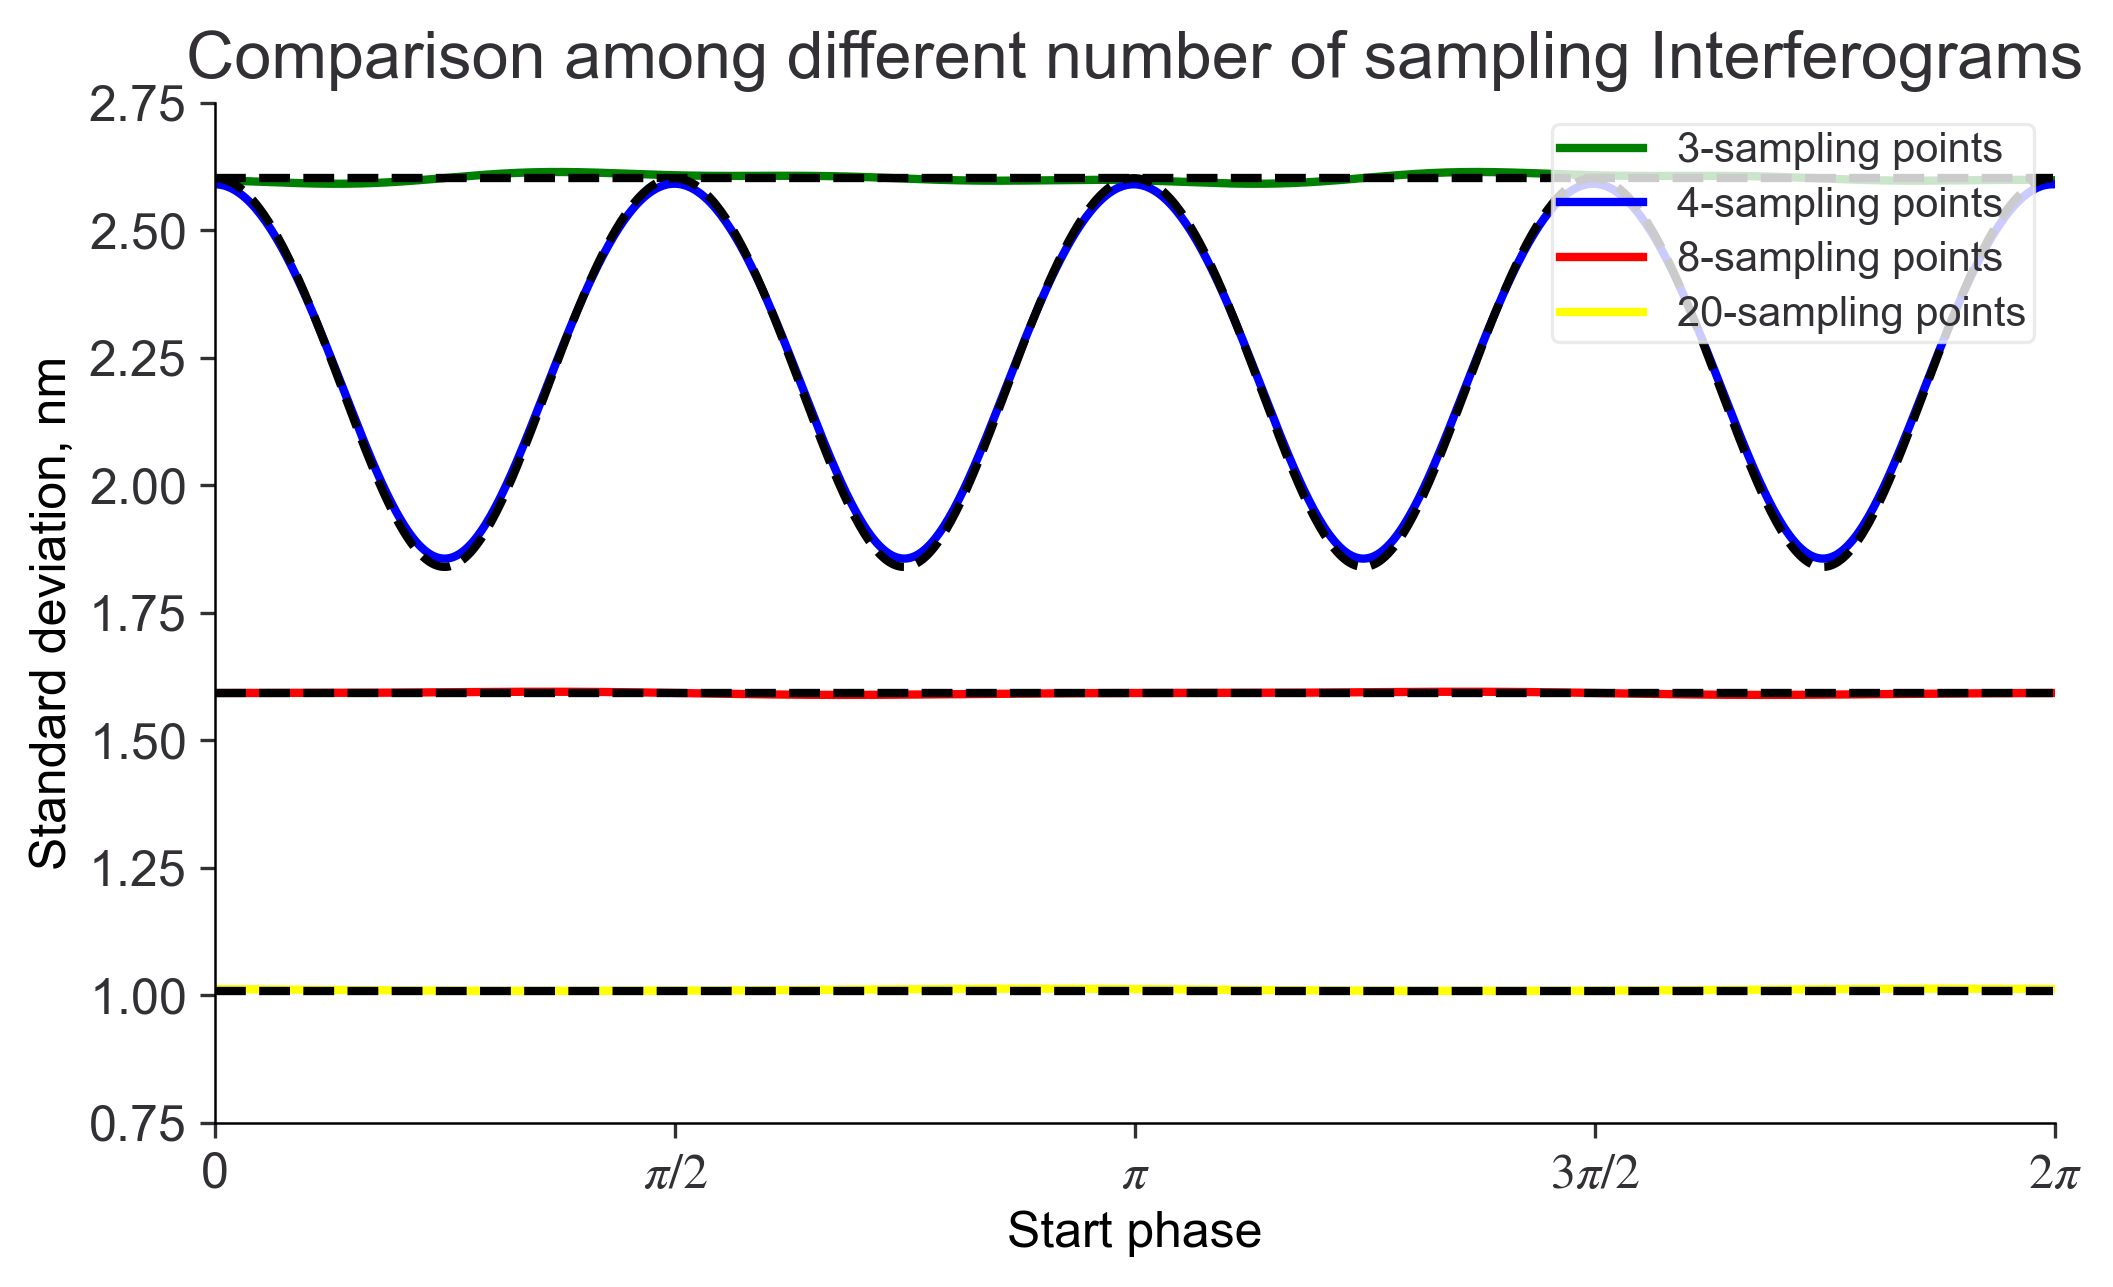 Comparison among different number of sampling Interferograms
2.75
2.50
2.25
2.00
1.75
1.50
1.25
1.00
0.75
Standard deviation, nm
3-sampling points
4-sampling points
8-sampling points
20-sampling points
0 π/2 π 3π/2 2π
Start phase